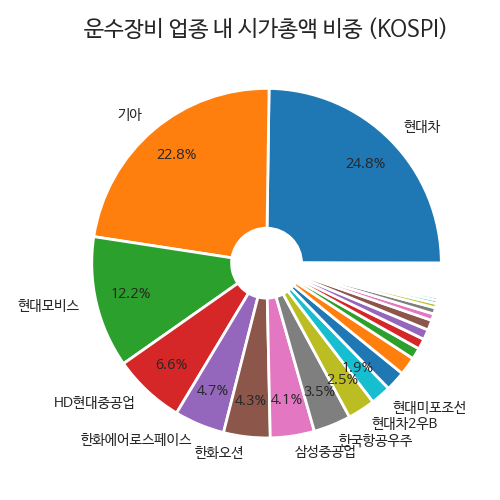 운수장비 업종 내 시가총액 비중 (KOSPI)
기아
현대차
22.8%
24.8%
12.2%
현대모비스
6.6%
1.9%
2.5%
4.7%
3.5%
4.3%
4.1%
HD현대중공업
현대미포조선
현대차2우B
한화에어로스페이스
한국항공우주
한화오션
삼성중공업